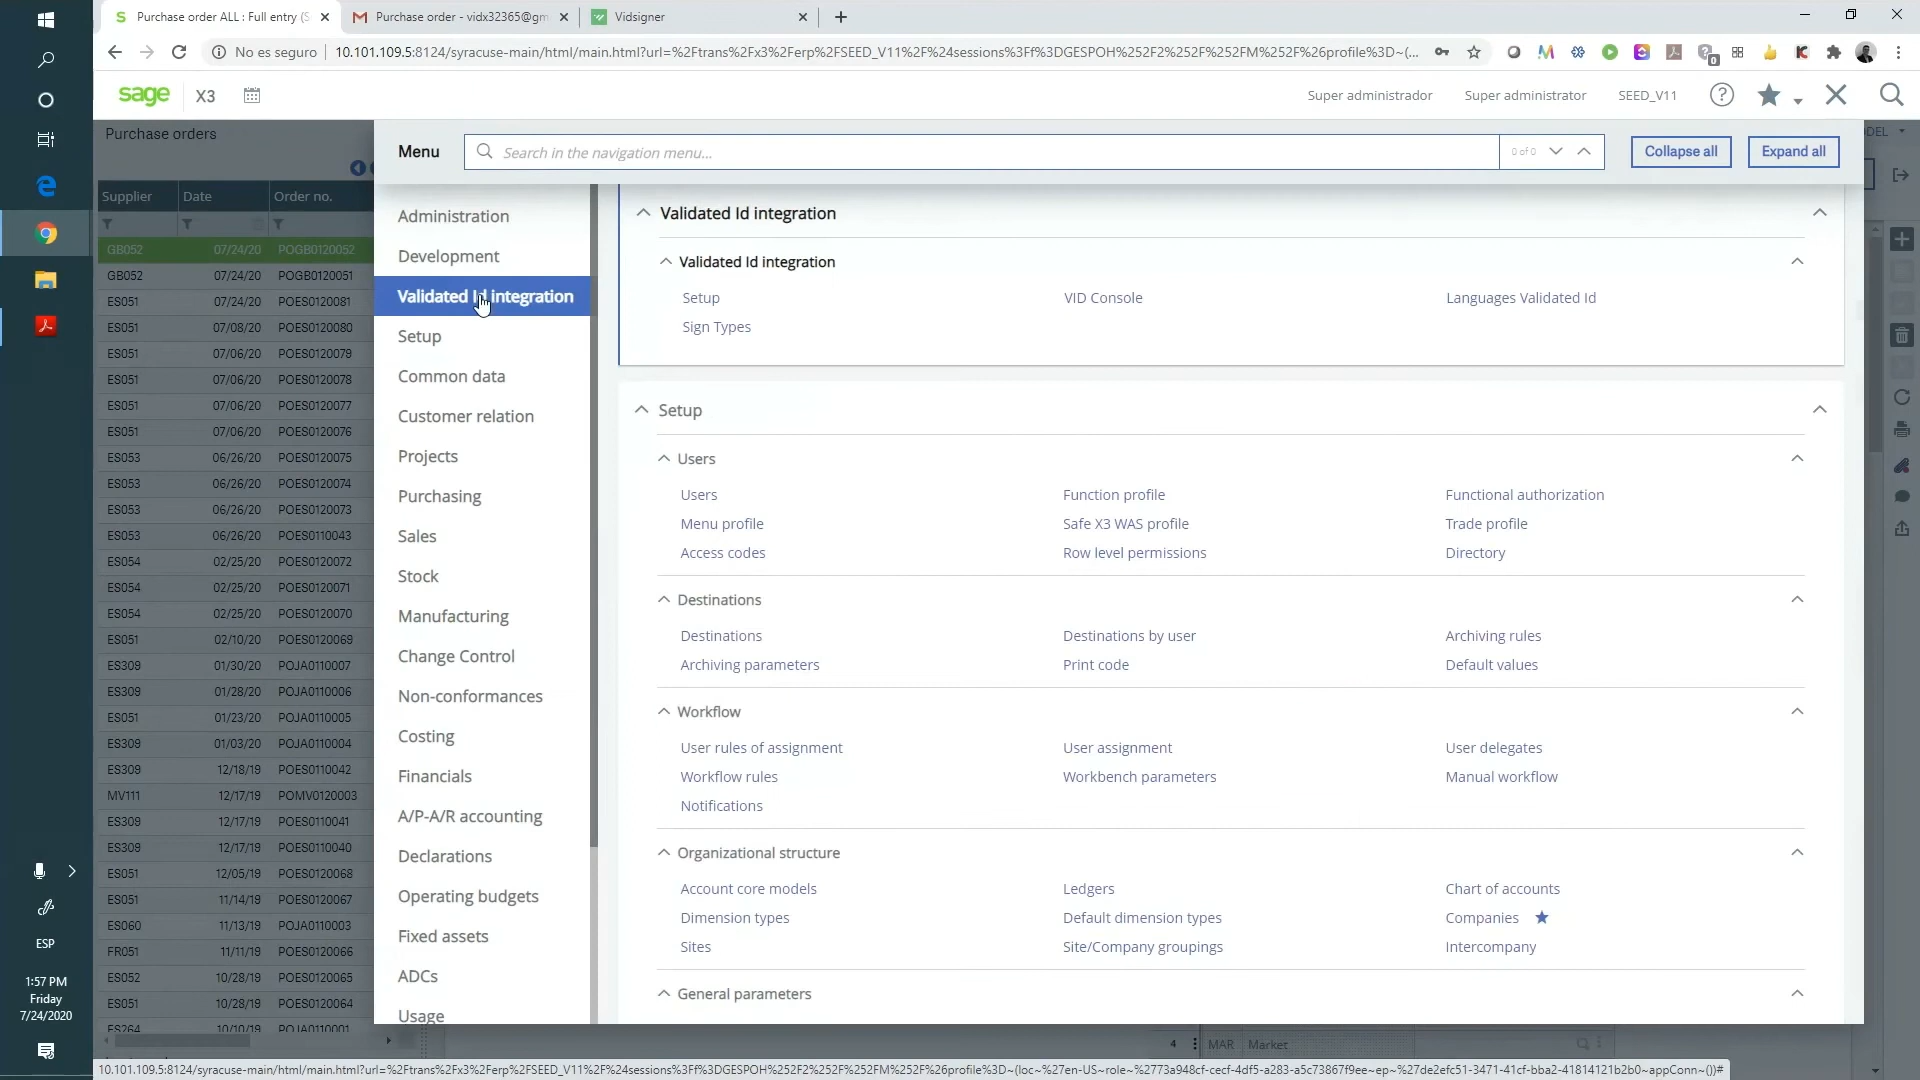 Purchase order ALL : Full entry (S
Purchase order - vidx32365@gm
Vidsigner
No es seguro
10.101.109.5:8124/syracuse-main/html/main.html?url=%2Ftrans%2Fx3%2Ferp%2FSEED_V11%2F%24sessions%3Ff%3DGESPOH%252F2%252F%252FM%252F%26profile%3D~(...
sage X3
Super administrador
Super administrator
SEED_V11
Purchase orders
Menu
Search in the navigation menu...
0 of 0
Collapse all
Expand all
Supplier Date Order no.
GB052 07/24/20 POGB0120052
GB052 07/24/20 POGB0120051
ES051 07/24/20 POES0120081
ES051 07/08/20 POES0120080
ES051 07/06/20 POES0120079
ES051 07/06/20 POES0120078
ES051 07/06/20 POES0120077
ES051 07/06/20 POES0120076
ES053 06/26/20 POES0120075
ES053 06/26/20 POES0120074
ES053 06/26/20 POES0120073
ES053 06/26/20 POES0110043
ES054 02/25/20 POES0120072
ES054 02/25/20 POES0120071
ES054 02/25/20 POES0120070
ES051 02/10/20 POES0120069
ES309 01/30/20 POJA0110007
ES309 01/28/20 POJA0110006
ES051 01/23/20 POJA0110005
ES309 01/03/20 POJA0110004
ES309 12/18/19 POES0110042
MV111 12/17/19 POMV0120003
ES309 12/17/19 POES0110041
ES309 12/17/19 POES0110040
ES051 12/05/19 POES0120068
ES051 11/14/19 POES0120067
ES060 11/13/19 POJA0110003
FR051 11/11/19 POES0120066
ES052 10/28/19 POES0120065
ES051 10/28/19 POES0120064
ES264 10/10/19 POJA0110001
Administration
Development
Validated Id integration
Setup
Common data
Customer relation
Projects
Purchasing
Sales
Stock
Manufacturing
Change Control
Non-conformances
Costing
Financials
A/P-A/R accounting
Declarations
Operating budgets
Fixed assets
ADCs
Usage
Validated Id integration
Validated Id integration
Setup VID Console Languages Validated Id
Sign Types
Setup
Users
Users Function profile Functional authorization
Menu profile Safe X3 WAS profile Trade profile
Access codes Row level permissions Directory
Destinations
Destinations Destinations by user Archiving rules
Archiving parameters Print code Default values
Workflow
User rules of assignment User assignment User delegates
Workflow rules Workbench parameters Manual workflow
Notifications
Organizational structure
Account core models Ledgers Chart of accounts
Dimension types Default dimension types Companies
Sites Site/Company groupings Intercompany
General parameters
DEL
4 MAR Market
ESP
1:57 PM
Friday
7/24/2020
10.101.109.5:8124/syracuse-main/html/main.html?url=%2Ftrans%2Fx3%2Ferp%2FSEED_V11%2F%24sessions%3Ff%3DGESPOH%252F2%252F%252FM%252F%26profile%3D~(loc~%27en-US~role~%2773a948cf-cecf-4df5-a283-a5c73867f9ee~ep~%27de2efc51-3471-41cf-bba2-41814121b2b0~appConn~())#